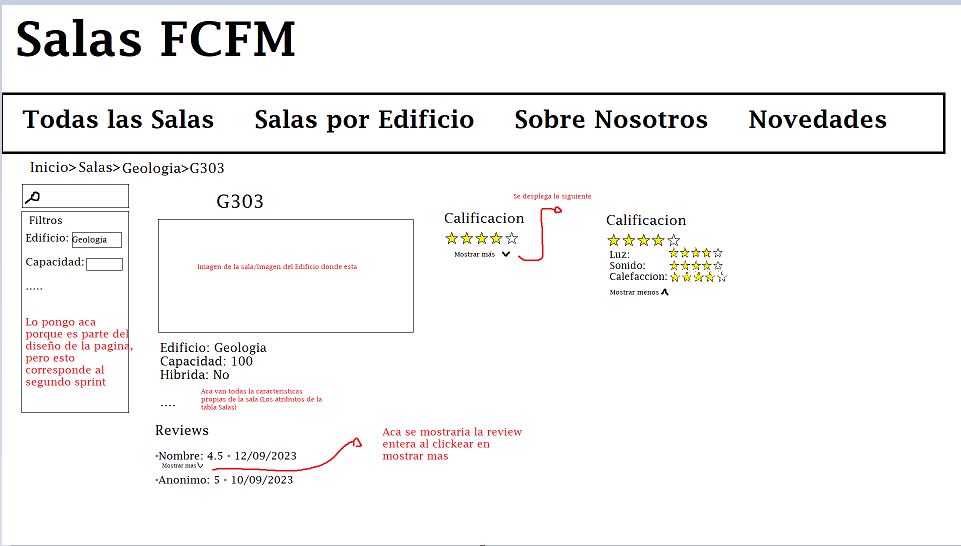 Salas FCFM
Todas las Salas Salas por Edificio Sobre Nosotros Novedades
Inicio> Salas> Geologia>G303
Filtros
Edificio: Geologia
Capacidad:
.....
Lo pongo aca
porque es parte del
diseño de la pagina,
pero esto
corresponde al
segundo sprint
G303
imagen de la sala/Imagen del Edificio donde esta
Edificio: Geologia
Capacidad: 100
Hibrida: No
....
Aca van todas la caracteristicas
propias de la sala (Los atributos de la
tabla Salas)
Reviews
-Nombre: 4.5 - 12/09/2023
Mostrar mas
-Anonimo: 5 - 10/09/2023
Aca se mostraria la review
entera al clickear en
mostrar mas
Calificacion
Mostrar más
Se despliega lo siguiente
Calificacion
Luz:
Sonido:
Calefaccion:
Mostrar menos